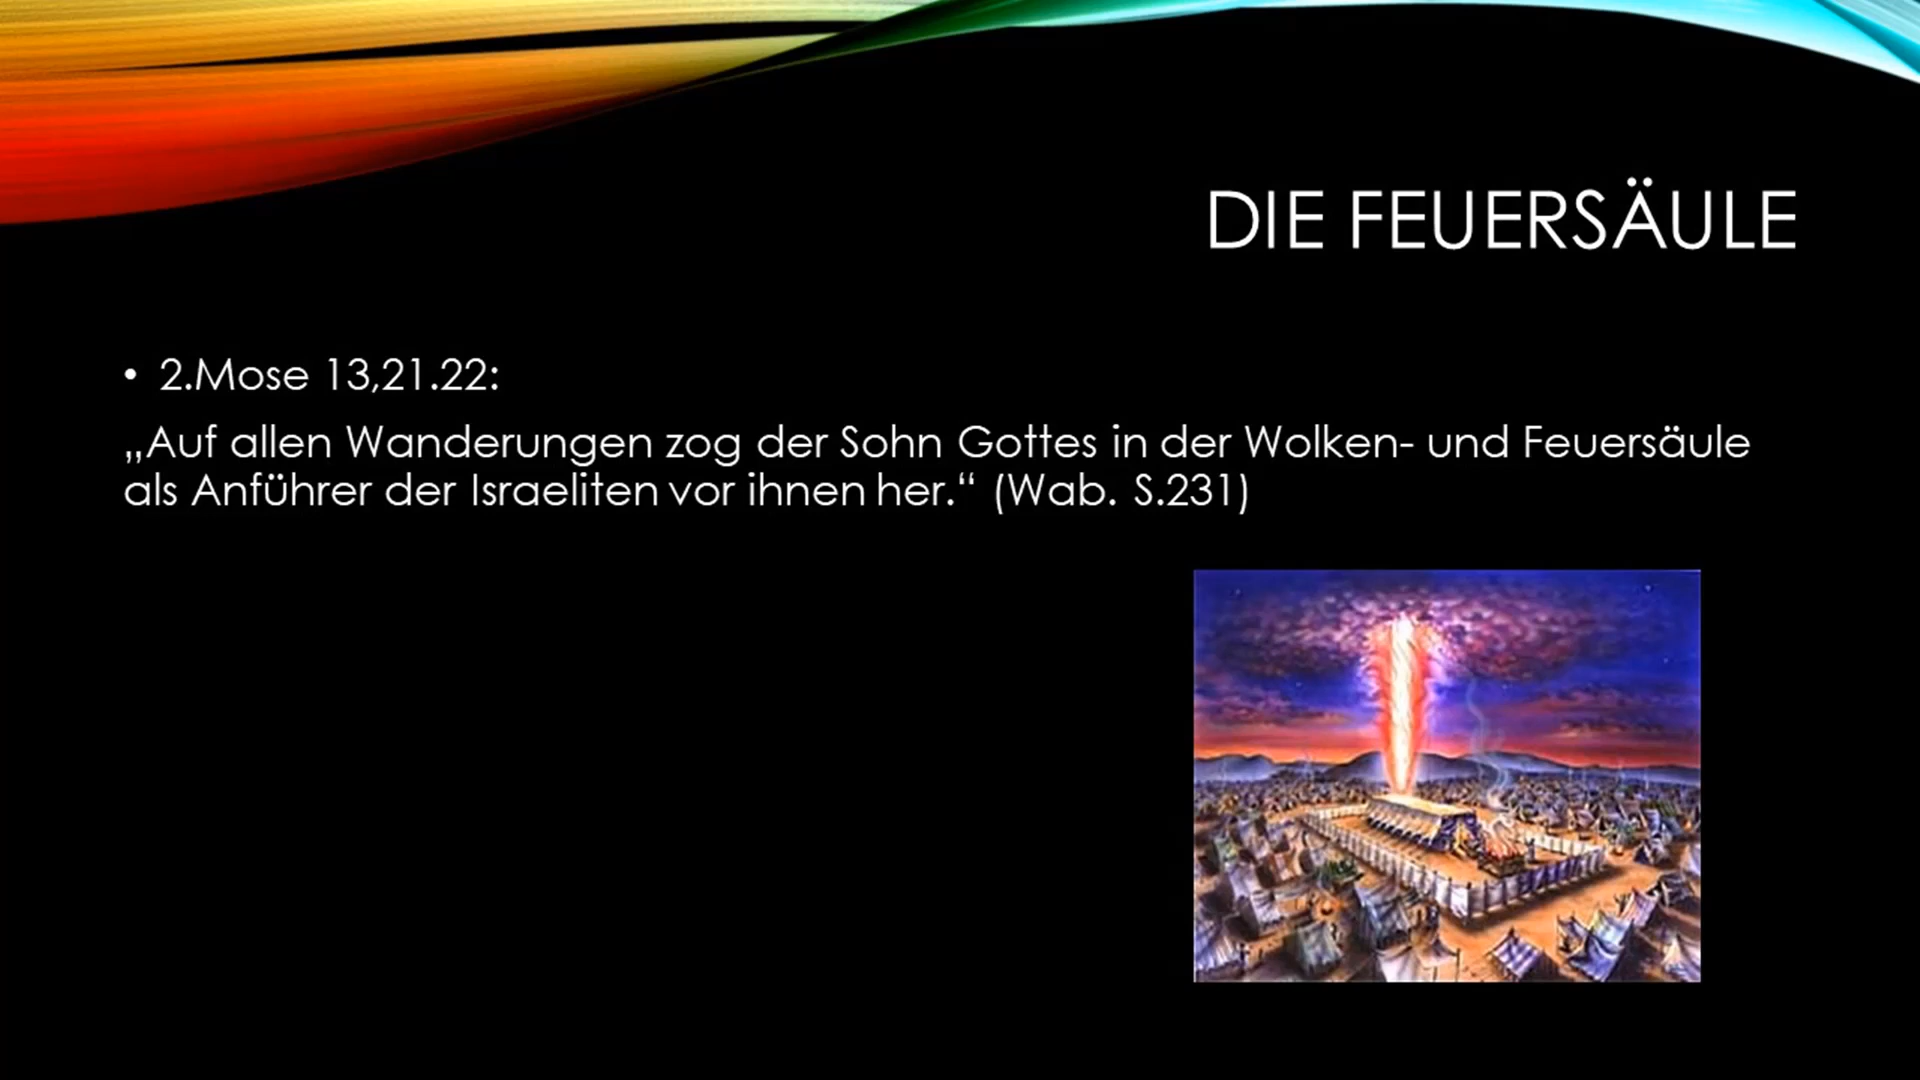 DIE FEUERSÄULE
• 2.Mose 13,21.22:
„Auf allen Wanderungen zog der Sohn Gottes in der Wolken- und Feuersäule
als Anführer der Israeliten vor ihnen her.“ (Wab. S.231)